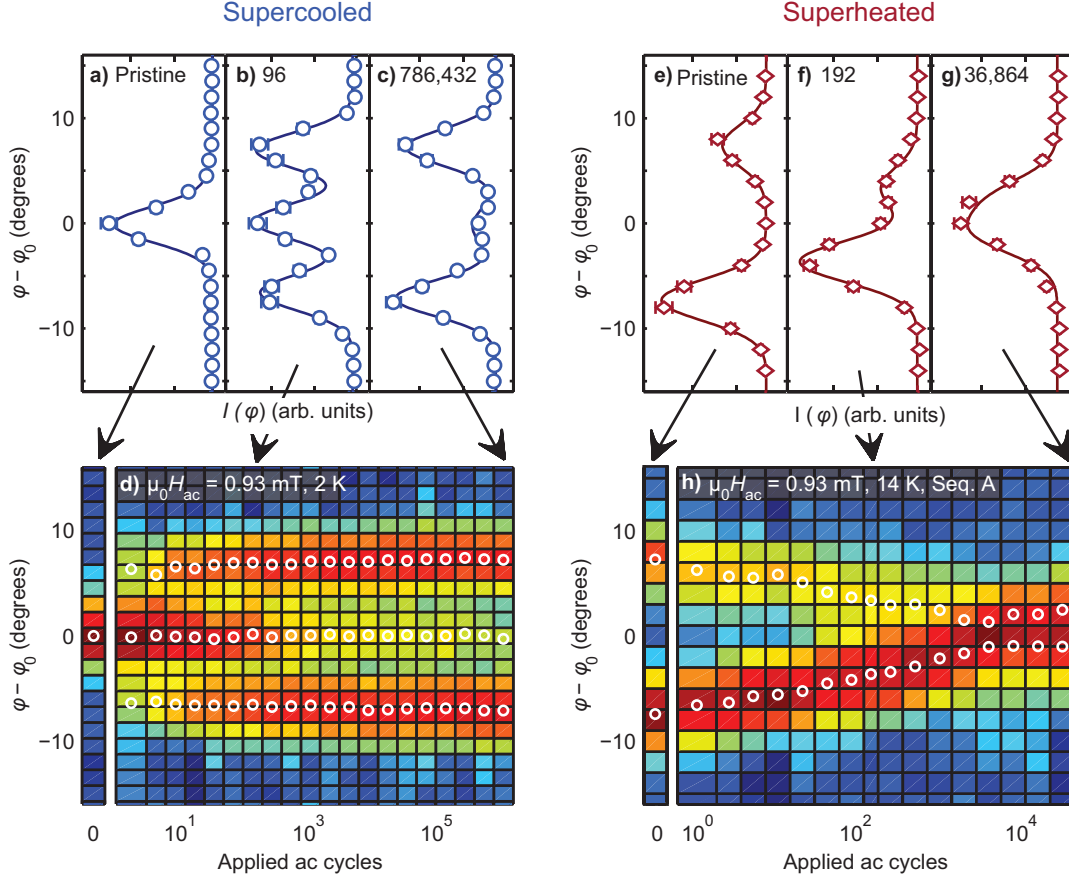 Supercooled
Superheated
a) Pristine
b) 96
c) 786,432
e) Pristine
f) 192
g) 36,864
10
0
−10
φ − φ0 (degrees)
10
0
−10
φ − φ0 (degrees)
I (φ) (arb. units)
I (φ) (arb. units)
d) μ0Hac = 0.93 mT, 2 K
h) μ0Hac = 0.93 mT, 14 K, Seq. A
10
0
−10
φ − φ0 (degrees)
10
0
−10
φ − φ0 (degrees)
0 10^1 10^3 10^5
0 10^0 10^2 10^4
Applied ac cycles
Applied ac cycles